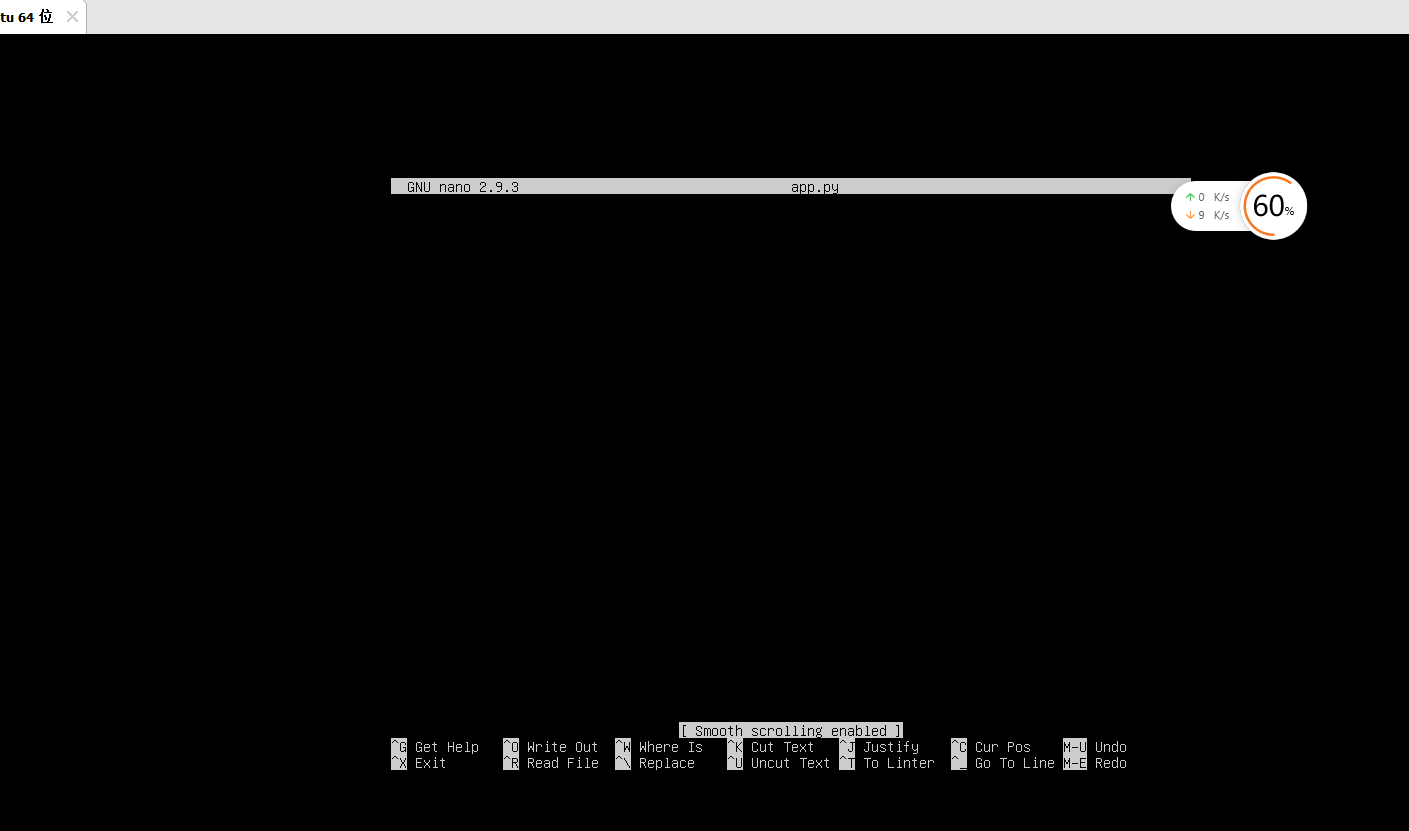 tu 64 位
GNU nano 2.9.3 app.py
↑ 0 K/s
↓ 9 K/s
60%
[ Smooth scrolling enabled ]
^G Get Help ^O Write Out ^W Where Is ^K Cut Text ^J Justify ^C Cur Pos M-U Undo
^X Exit ^R Read File ^\ Replace ^U Uncut Text ^T To Linter ^_ Go To Line M-E Redo